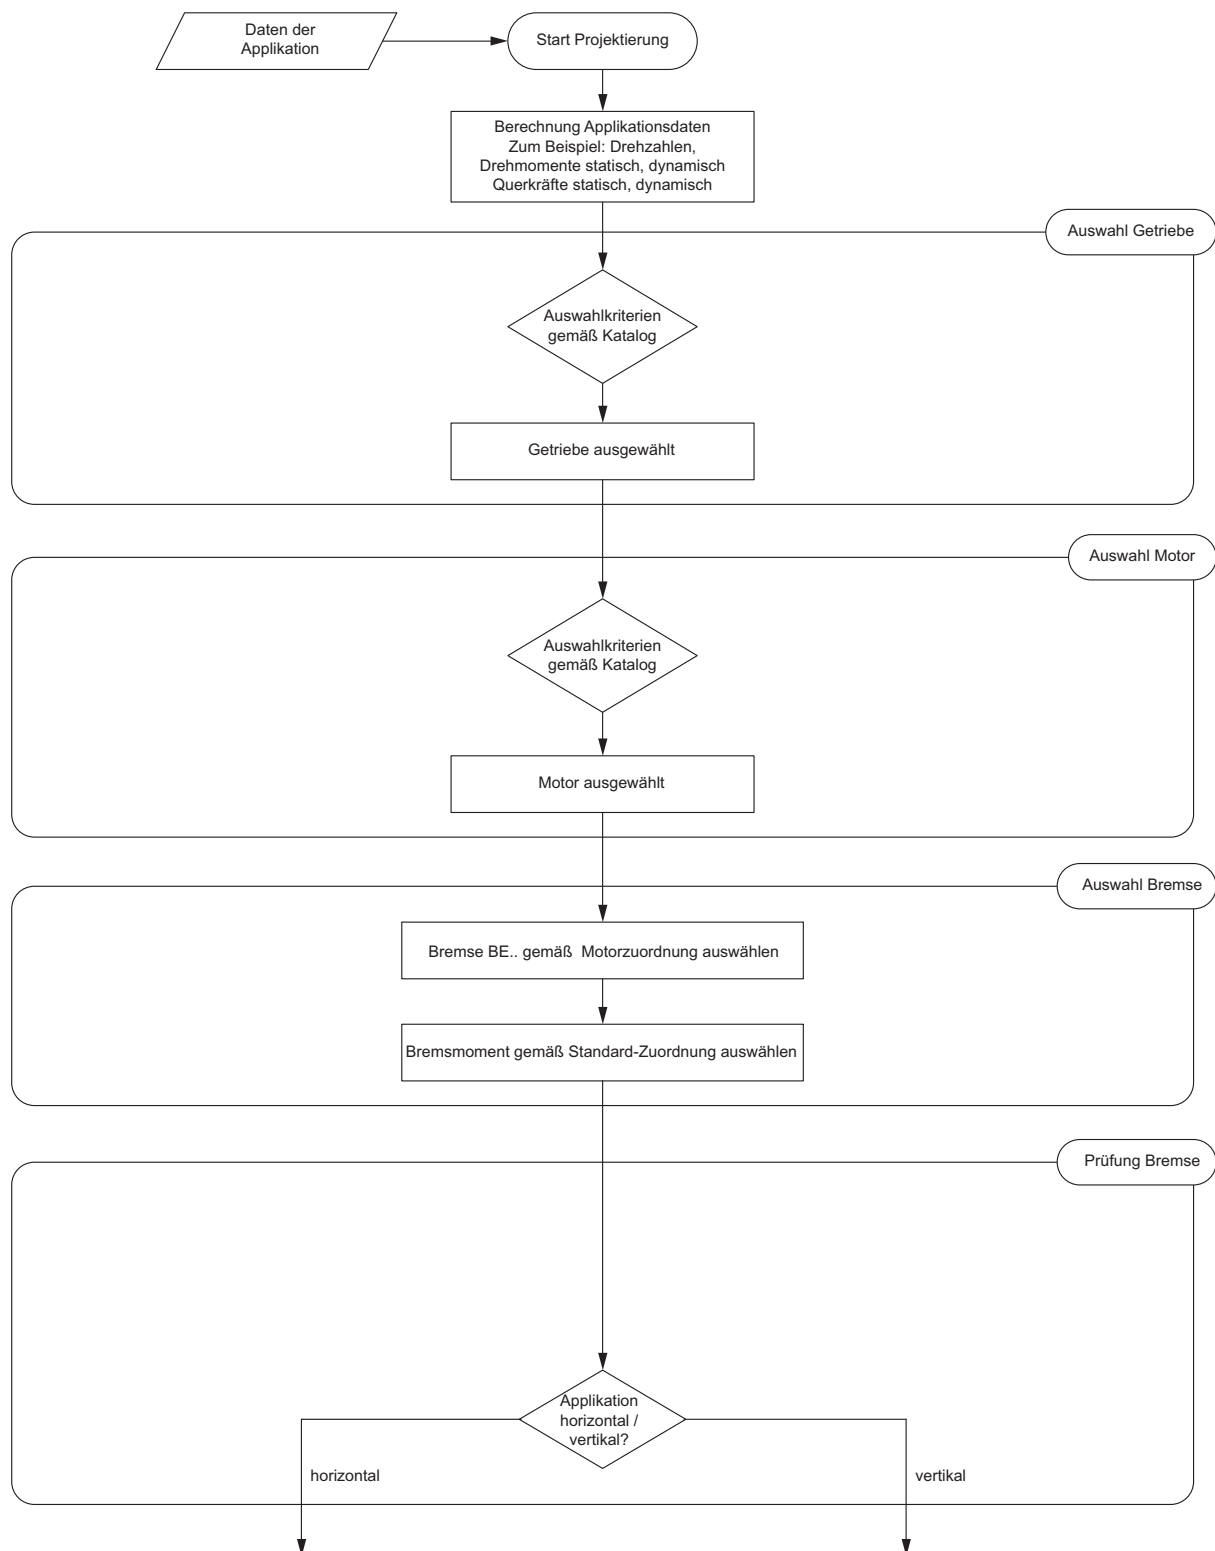 Daten der
Applikation
Start Projektierung
Berechnung Applikationsdaten
Zum Beispiel: Drehzahlen,
Drehmomente statisch, dynamisch
Querkräfte statisch, dynamisch
Auswahl Getriebe
Auswahlkriterien
gemäß Katalog
Getriebe ausgewählt
Auswahl Motor
Auswahlkriterien
gemäß Katalog
Motor ausgewählt
Auswahl Bremse
Bremse BE.. gemäß Motorzuordnung auswählen
Bremsmoment gemäß Standard-Zuordnung auswählen
Prüfung Bremse
Applikation
horizontal /
vertikal?
horizontal
vertikal